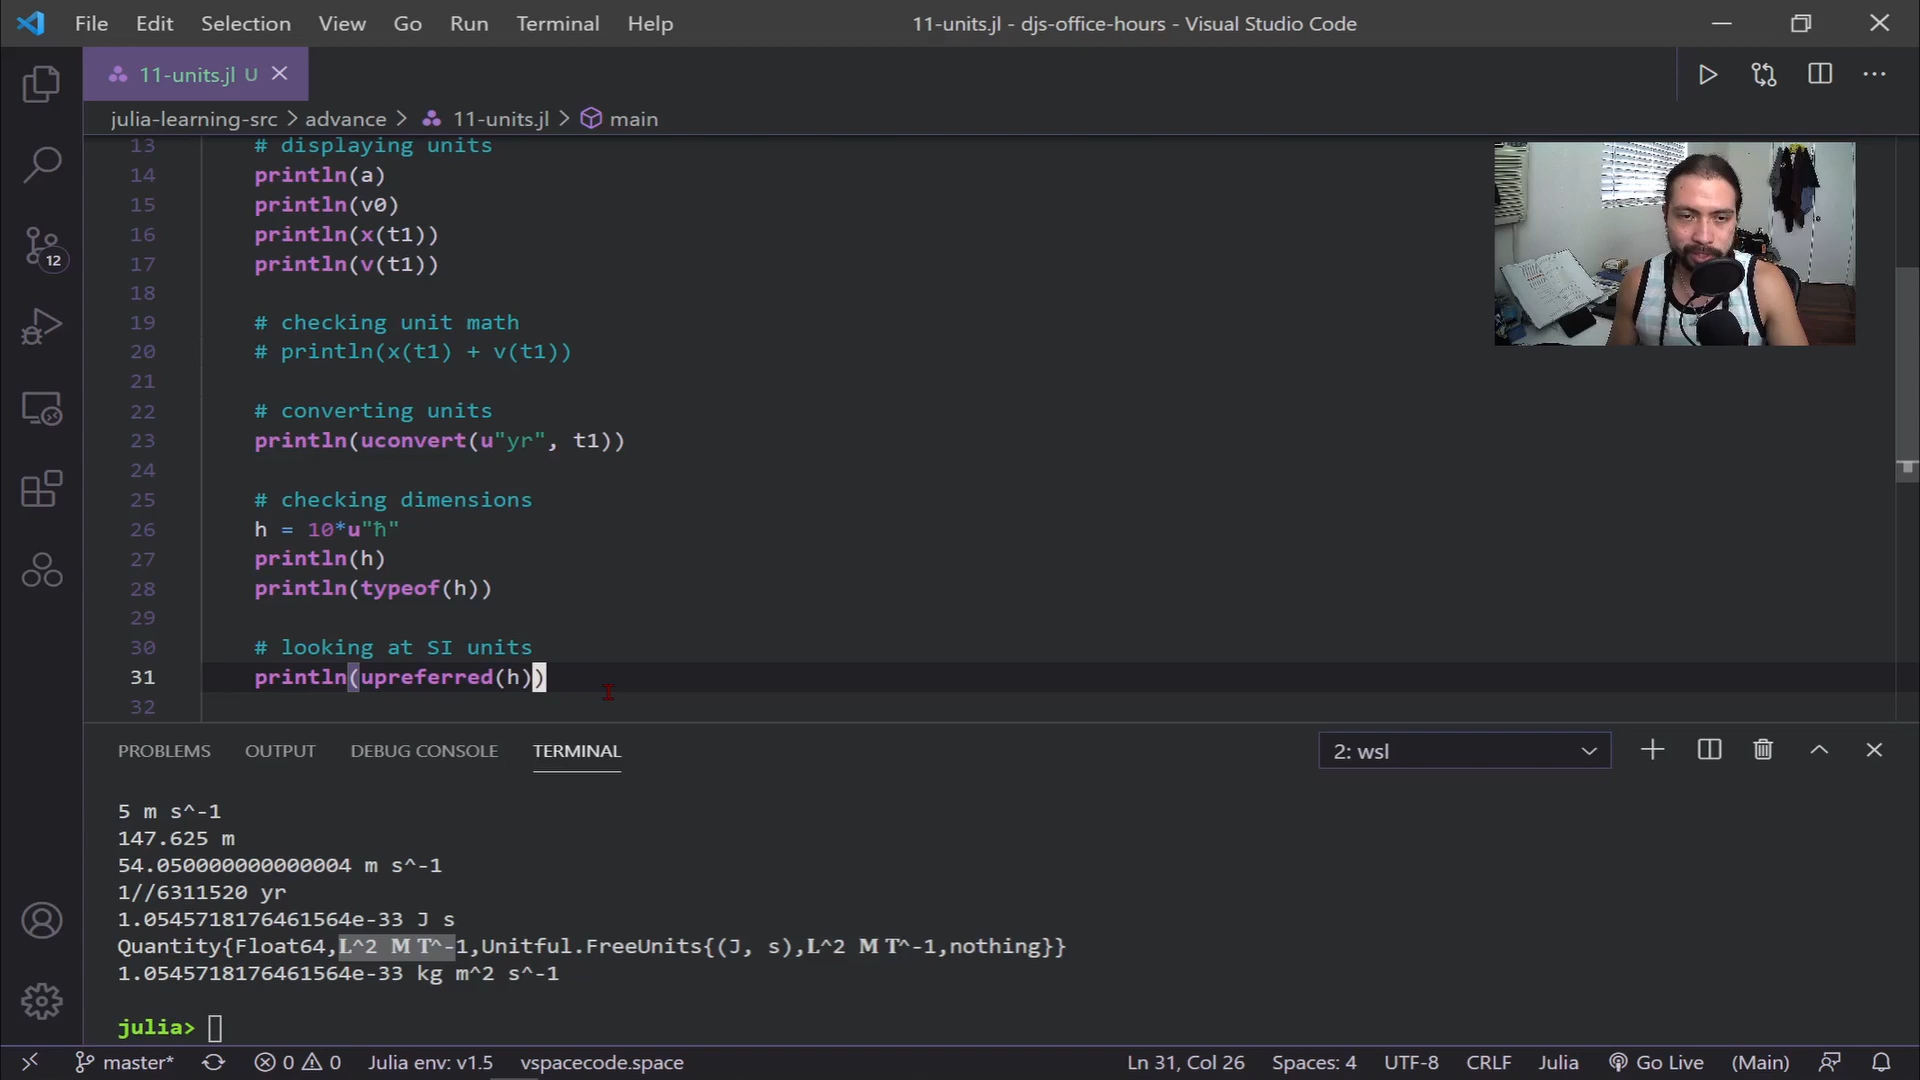 File Edit Selection View Go Run Terminal Help 11-units.jl - djs-office-hours - Visual Studio Code
11-units.jl U
julia-learning-src > advance > 11-units.jl > main
13 # displaying units
14 println(a)
15 println(v0)
16 println(x(t1))
17 println(v(t1))
18
19 # checking unit math
20 # println(x(t1) + v(t1))
21
22 # converting units
23 println(uconvert(u"yr", t1))
24
25 # checking dimensions
26 h = 10*u"ħ"
27 println(h)
28 println(typeof(h))
29
30 # looking at SI units
31 println(upreferred(h))
32
12
PROBLEMS OUTPUT DEBUG CONSOLE TERMINAL 2: wsl
5 m s^-1
147.625 m
54.050000000000004 m s^-1
1//6311520 yr
1.0545718176461564e-33 J s
Quantity{Float64,𝐋^2 𝐌 𝐓^-1,Unitful.FreeUnits{(J, s),𝐋^2 𝐌 𝐓^-1,nothing}}
1.0545718176461564e-33 kg m^2 s^-1
julia>
master* 0 0 Julia env: v1.5 vspacecode.space Ln 31, Col 26 Spaces: 4 UTF-8 CRLF Julia Go Live (Main)